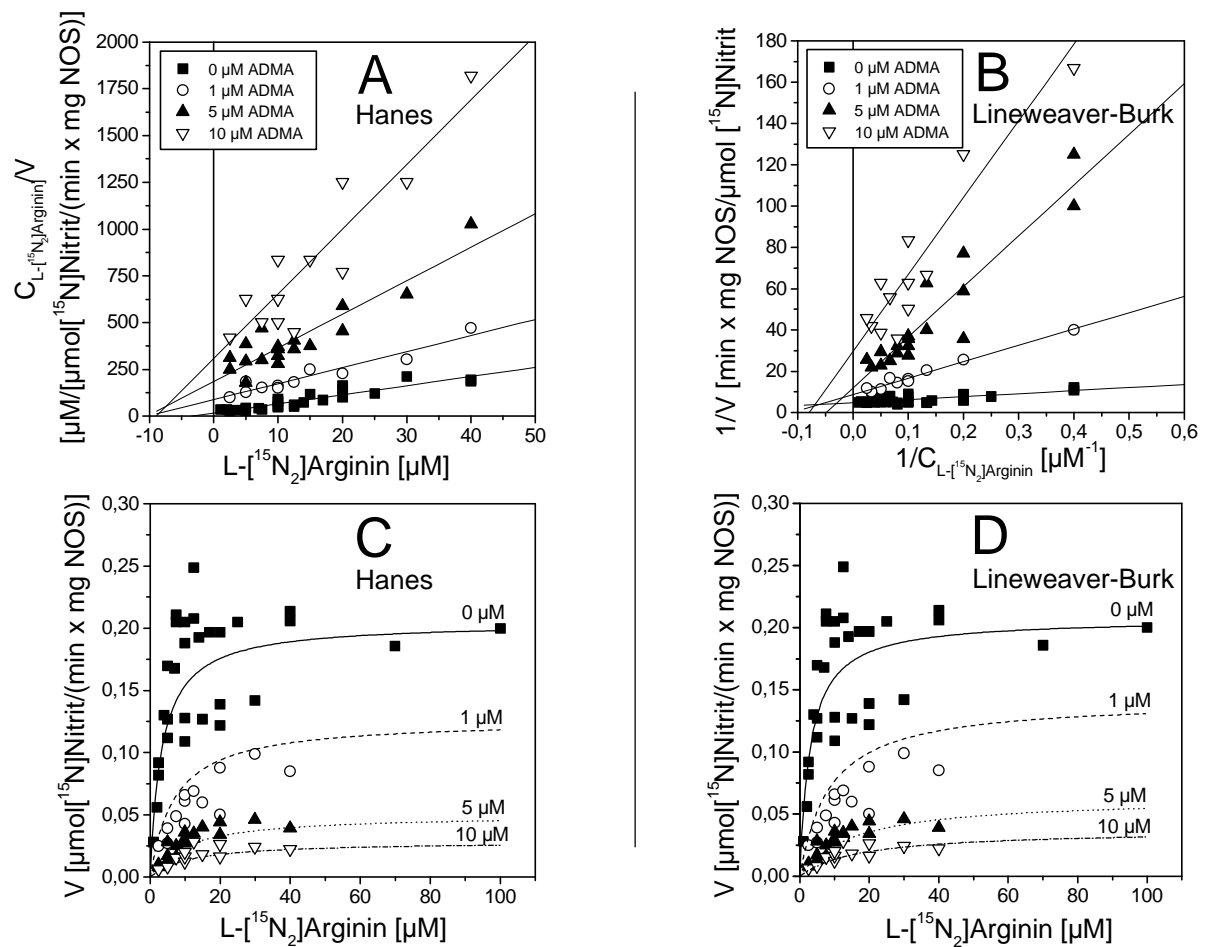 A
Hanes
0 µM ADMA
1 µM ADMA
5 µM ADMA
10 µM ADMA
2000
1750
1500
1250
1000
750
500
250
0
-10 0 10 20 30 40 50
C L-[15N2]Arginin]/V
[µM/[µmol[15N]Nitrit/(min x mg NOS)]
L-[15N2]Arginin [µM]
B
Lineweaver-Burk
0 µM ADMA
1 µM ADMA
5 µM ADMA
10 µM ADMA
180
160
140
120
100
80
60
40
20
0
-0,1 0,0 0,1 0,2 0,3 0,4 0,5 0,6
1/V [min x mg NOS/µmol [15N]Nitrit
1/C L-[15N2]Arginin [µM-1]
C
Hanes
0,30
0,25
0,20
0,15
0,10
0,05
0,00
0 20 40 60 80 100
0 µM
1 µM
5 µM
10 µM
V [µmol[15N]Nitrit/(min x mg NOS)]
L-[15N2]Arginin [µM]
D
Lineweaver-Burk
0,30
0,25
0,20
0,15
0,10
0,05
0,00
0 20 40 60 80 100
0 µM
1 µM
5 µM
10 µM
V [µmol[15N]Nitrit/(min x mg NOS)]
L-[15N2]Arginin [µM]